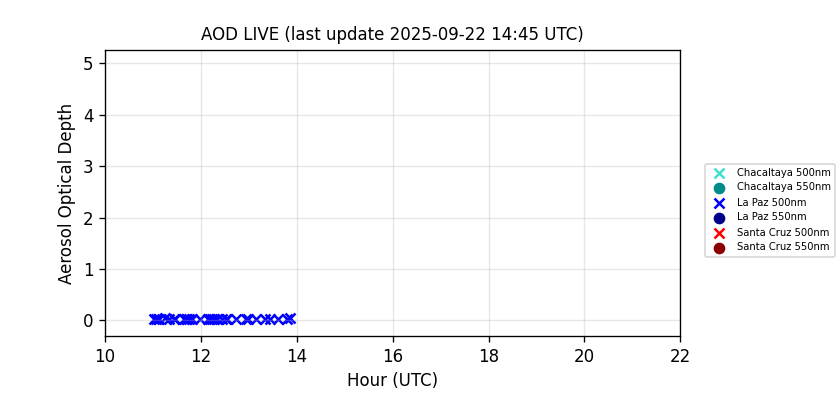 AOD LIVE (last update 2025-09-22 14:45 UTC)
Aerosol Optical Depth
5
4
3
2
1
0
10 12 14 16 18 20 22
Hour (UTC)
Chacaltaya 500nm
Chacaltaya 550nm
La Paz 500nm
La Paz 550nm
Santa Cruz 500nm
Santa Cruz 550nm